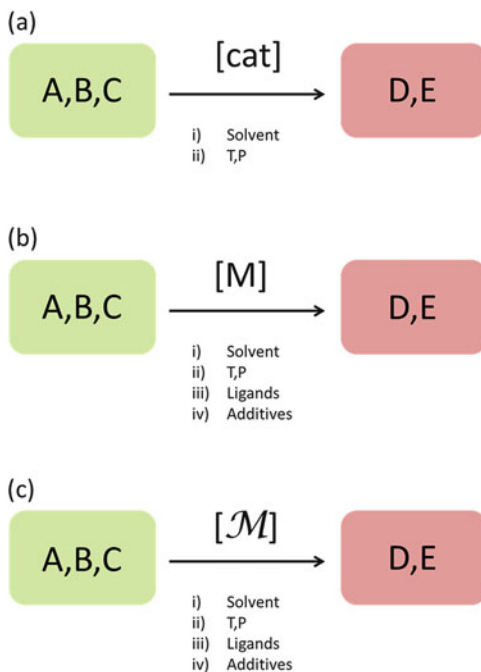 (a)
A,B,C
[cat]
D,E
i) Solvent
ii) T,P
(b)
A,B,C
[M]
D,E
i) Solvent
ii) T,P
iii) Ligands
iv) Additives
(c)
A,B,C
[ℳ]
D,E
i) Solvent
ii) T,P
iii) Ligands
iv) Additives